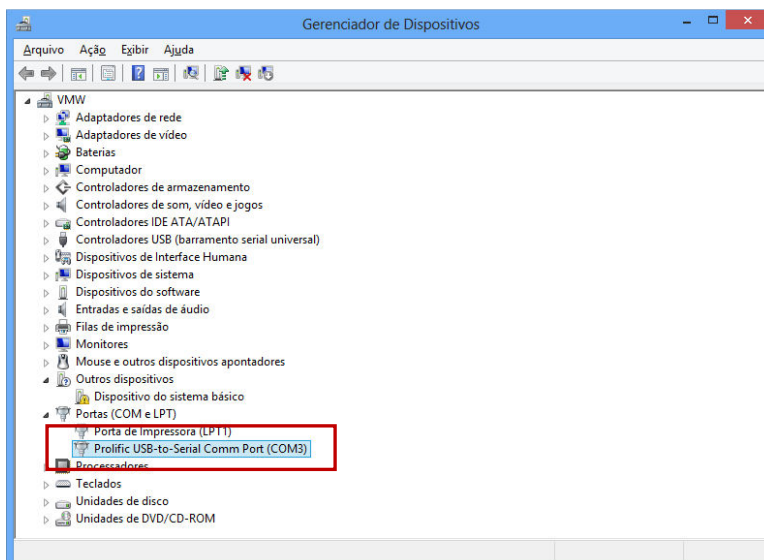 Gerenciador de Dispositivos
Arquivo Ação Exibir Ajuda
VMW
Adaptadores de rede
Adaptadores de vídeo
Baterias
Computador
Controladores de armazenamento
Controladores de som, vídeo e jogos
Controladores IDE ATA/ATAPI
Controladores USB (barramento serial universal)
Dispositivos de Interface Humana
Dispositivos de sistema
Dispositivos do software
Entradas e saídas de áudio
Filas de impressão
Monitores
Mouse e outros dispositivos apontadores
Outros dispositivos
Dispositivo do sistema básico
Portas (COM e LPT)
Porta de Impressora (LPT1)
Prolific USB-to-Serial Comm Port (COM3)
Processadores
Teclados
Unidades de disco
Unidades de DVD/CD-ROM